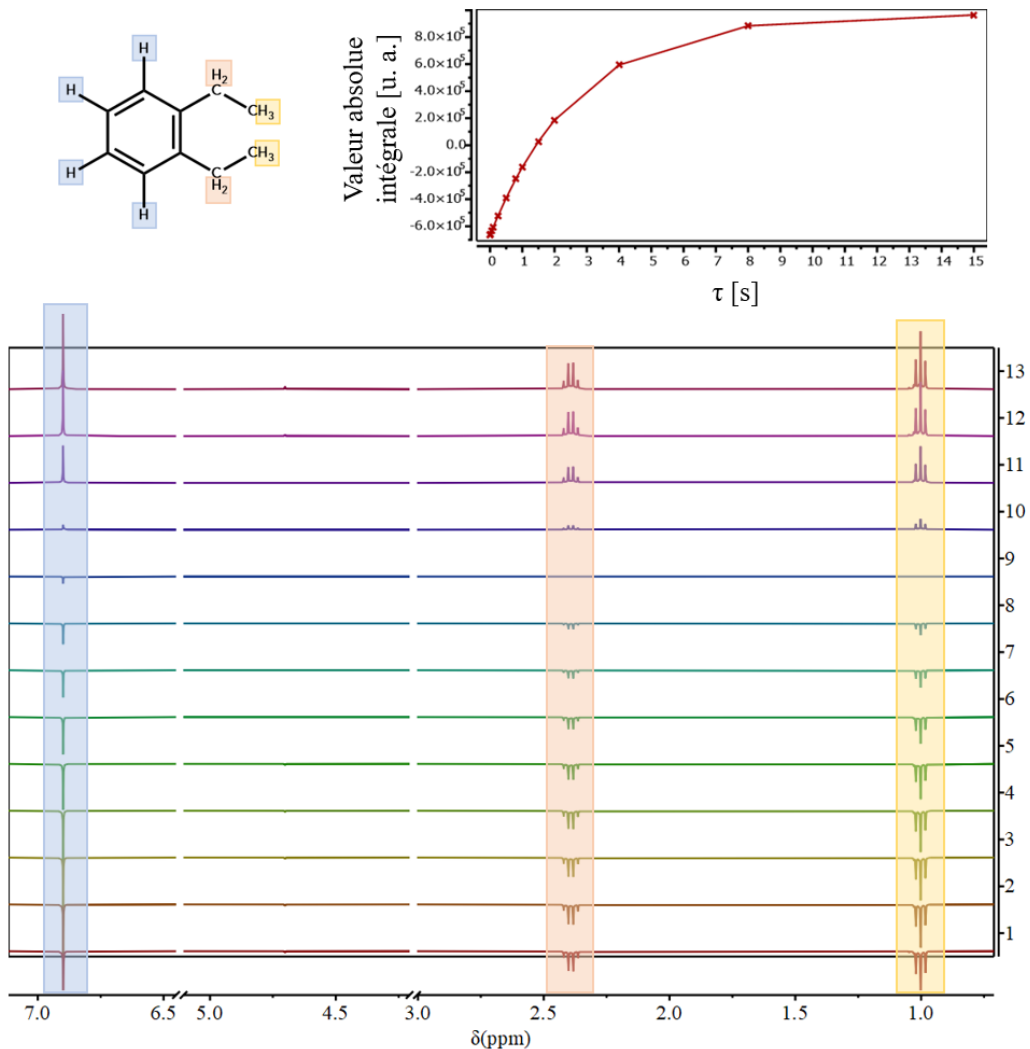 H
H₂
H
C
CH₃
CH₃
H
C
H₂
H
Valeur absolue
intégrale [u. a.]
8.0×10⁵
6.0×10⁵
4.0×10⁵
2.0×10⁵
0.0
-2.0×10⁵
-4.0×10⁵
-6.0×10⁵
0 1 2 3 4 5 6 7 8 9 10 11 12 13 14 15
τ [s]
13
12
11
10
9
8
7
6
5
4
3
2
1
7.0 6.5 5.0 4.5 3.0 2.5 2.0 1.5 1.0
δ(ppm)